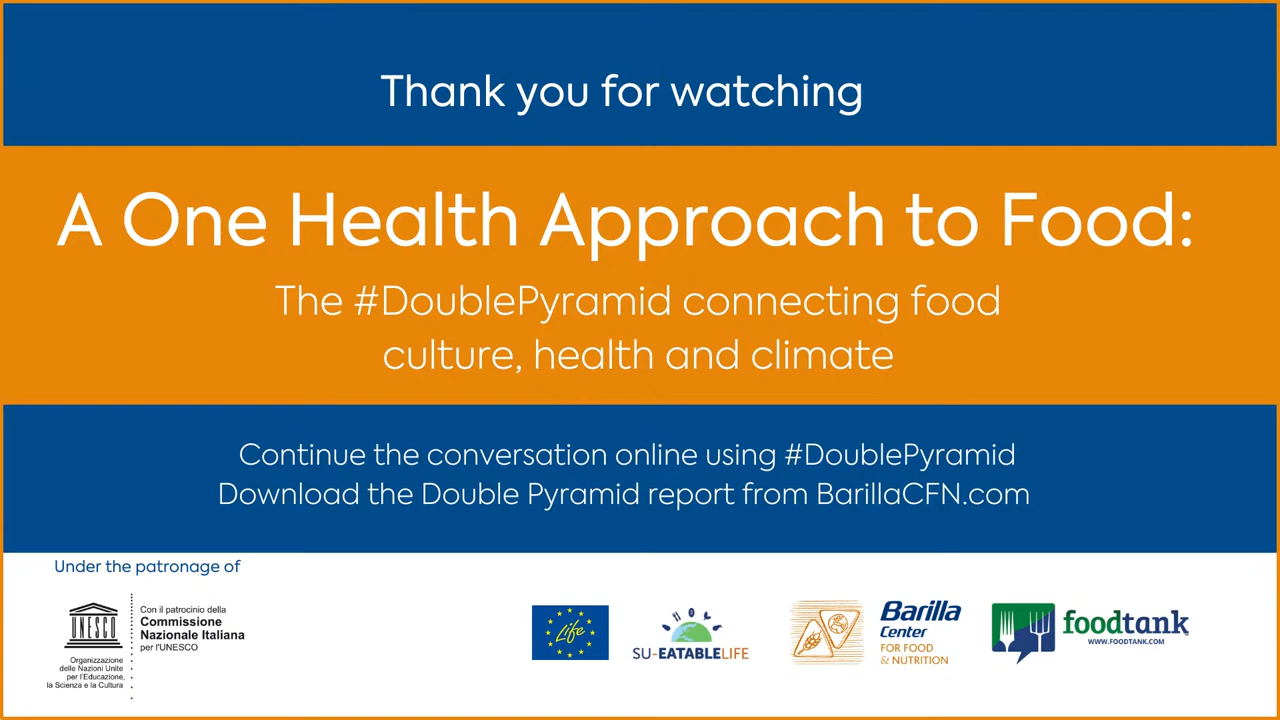 Thank you for watching
A One Health Approach to Food:
The #DoublePyramid connecting food
culture, health and climate
Continue the conversation online using #DoublePyramid
Download the Double Pyramid report from BarillaCFN.com
Under the patronage of
UNESCO
Organizzazione
delle Nazioni Unite
per l'Educazione,
la Scienza e la Cultura
Con il patrocinio della
Commissione
Nazionale Italiana
per l'UNESCO
Life
SU-EATABLELIFE
Barilla
Center
FOR FOOD
& NUTRITION
foodtank
WWW.FOODTANK.COM